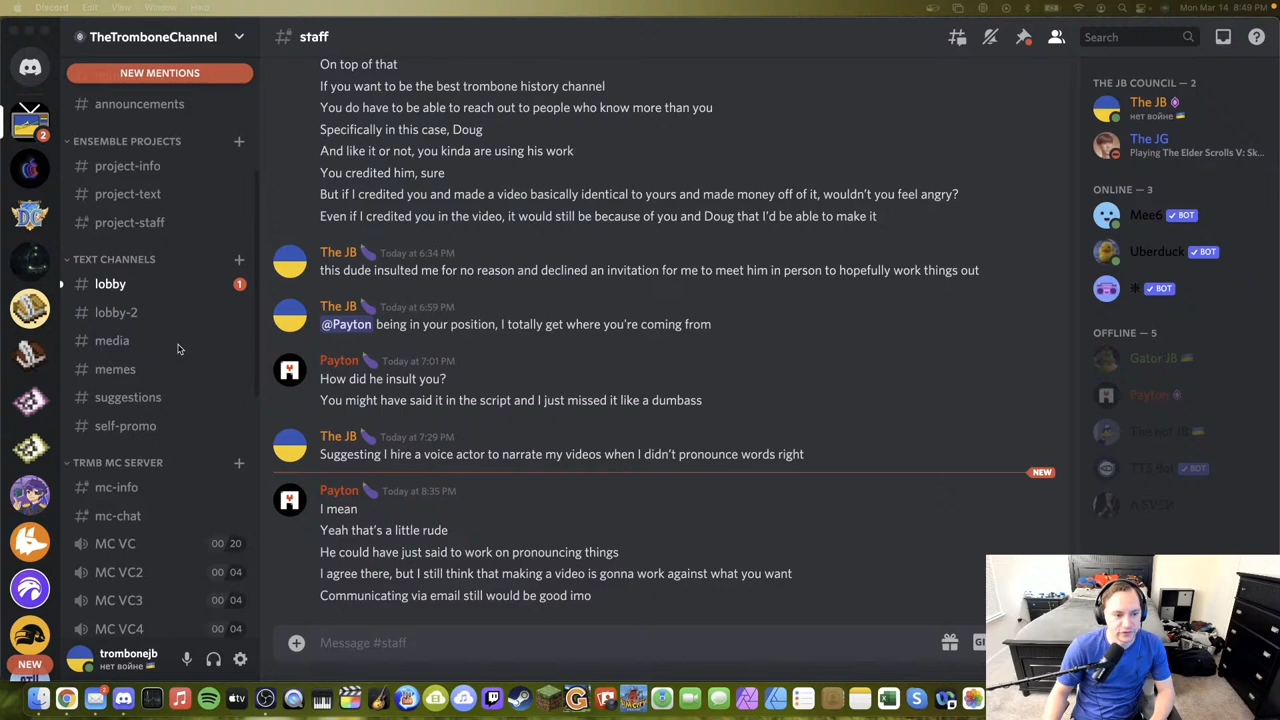 Discord Edit View Window Help
Mon Mar 14 8:49 PM
TheTromboneChannel
NEW MENTIONS
announcements
ENSEMBLE PROJECTS
project-info
project-text
project-staff
TEXT CHANNELS
lobby 1
lobby-2
media
memes
suggestions
self-promo
TRMB MC SERVER
mc-info
mc-chat
MC VC 00 20
MC VC2 00 04
MC VC3 00 04
MC VC4 00 04
trombonejb
нет войне
2
DC
NEW
staff
Search
On top of that
If you want to be the best trombone history channel
You do have to be able to reach out to people who know more than you
Specifically in this case, Doug
And like it or not, you kinda are using his work
You credited him, sure
But if I credited you and made a video basically identical to yours and made money off of it, wouldn't you feel angry?
Even if I credited you in the video, it would still be because of you and Doug that I'd be able to make it
The JB Today at 6:34 PM
this dude insulted me for no reason and declined an invitation for me to meet him in person to hopefully work things out
The JB Today at 6:59 PM
@Payton being in your position, I totally get where you're coming from
Payton Today at 7:01 PM
How did he insult you?
You might have said it in the script and I just missed it like a dumbass
The JB Today at 7:29 PM
Suggesting I hire a voice actor to narrate my videos when I didn't pronounce words right
NEW
Payton Today at 8:35 PM
I mean
Yeah that's a little rude
He could have just said to work on pronouncing things
I agree there, but I still think that making a video is gonna work against what you want
Communicating via email still would be good imo
Message #staff
THE JB COUNCIL — 2
The JB
нет войне
The JG
Playing The Elder Scrolls V: Sk...
ONLINE — 3
Mee6 BOT
Uberduck BOT
BOT
OFFLINE — 5
Gator JB
Payton
TTS Bot BOT